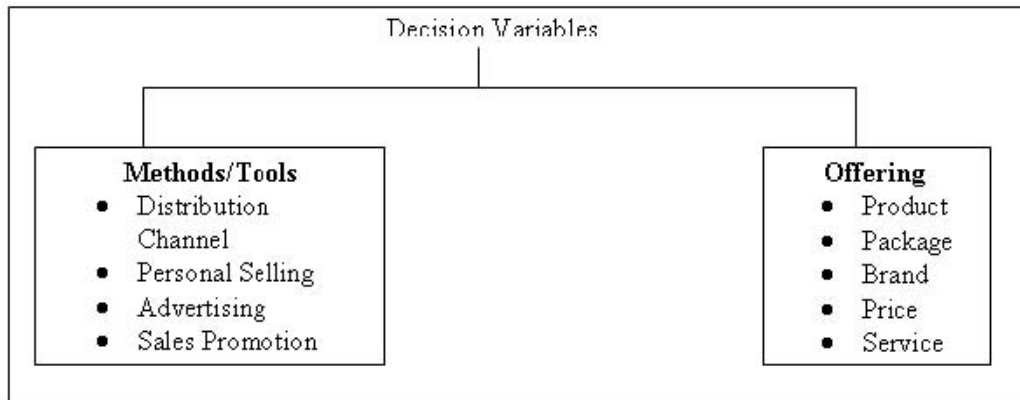 Decision Variables
Methods/Tools
• Distribution
Channel
• Personal Selling
• Advertising
• Sales Promotion
Offering
• Product
• Package
• Brand
• Price
• Service